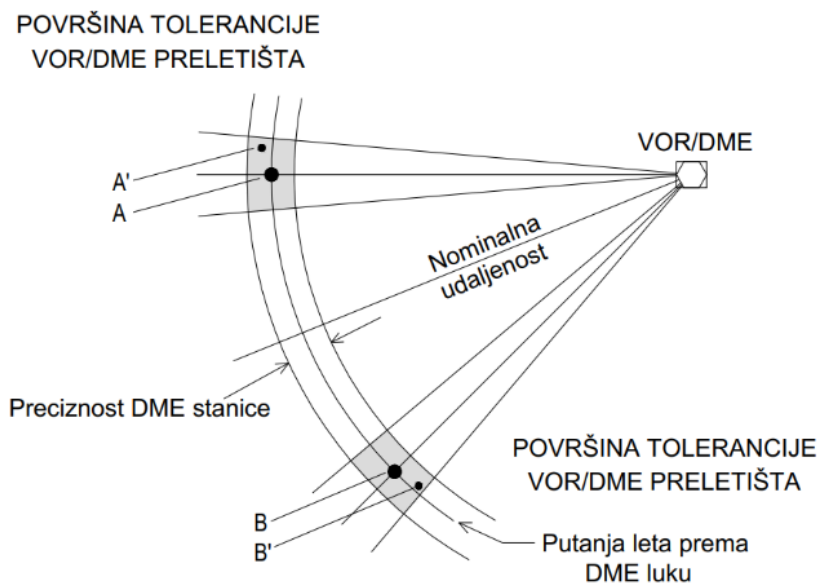 POVRŠINA TOLERANCIJE
VOR/DME PRELETIŠTA
VOR/DME
A'
A
Nominalna
udaljenost
Preciznost DME stanice
POVRŠINA TOLERANCIJE
VOR/DME PRELETIŠTA
B
B'
Putanja leta prema
DME luku